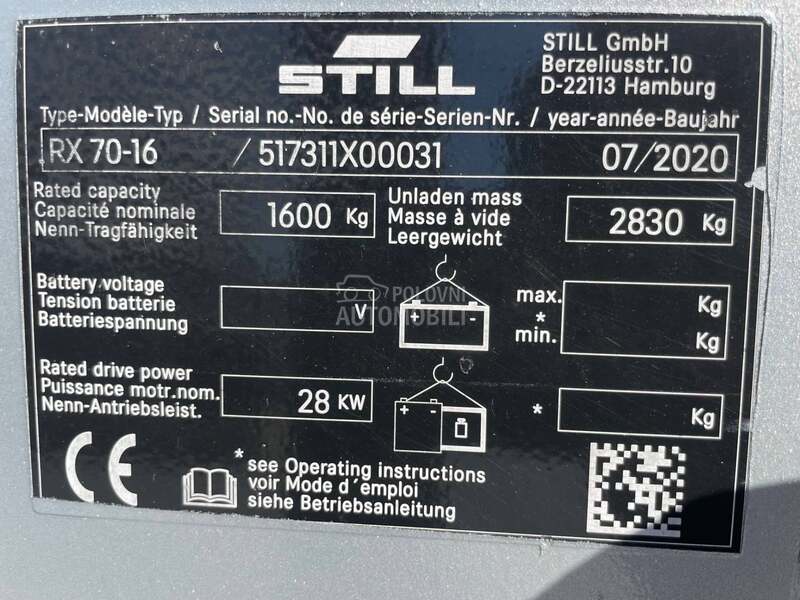 STILL
STILL GmbH
Berzeliusstr.10
D-22113 Hamburg
Type-Modèle-Typ / Serial no.-No. de série-Serien-Nr. / year-année-Baujahr
RX 70-16 / 517311X00031 07/2020
Rated capacity
Capacité nominale
Nenn-Tragfähigkeit
1600 Kg
Unladen mass
Masse à vide
Leergewicht
2830 Kg
Battery voltage
Tension batterie
Batteriespannung
V
POLOVNI
AUTOMOBILI
+ -
max.
*
min.
Kg
Kg
Rated drive power
Puissance motr.nom.
Nenn-Antriebsleist.
28 KW
+ -
* Kg
CE
* see Operating instructions
voir Mode d´emploi
siehe Betriebsanleitung